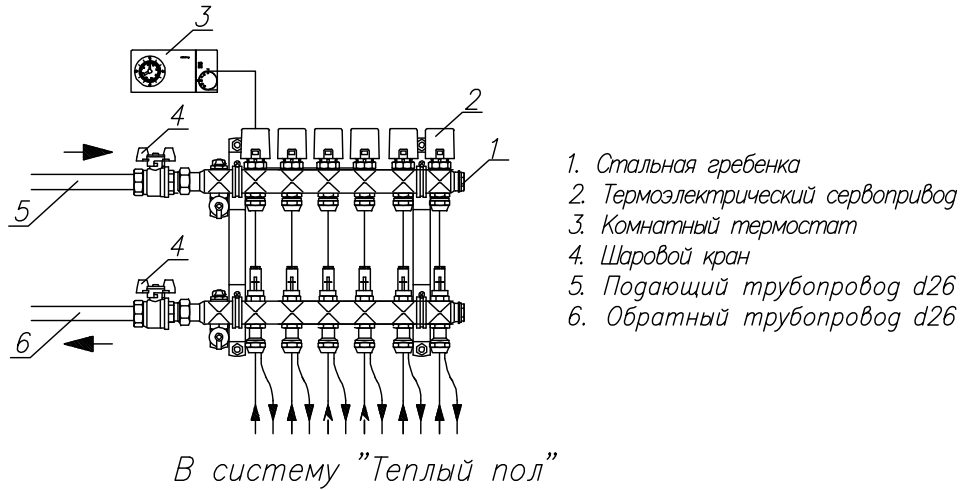 3
4
2
1
5
4
6
1. Стальная гребенка
2. Термоэлектрический сервопривод
3. Комнатный термостат
4. Шаровой кран
5. Подающий трубопровод d26
6. Обратный трубопровод d26
В систему "Теплый пол"